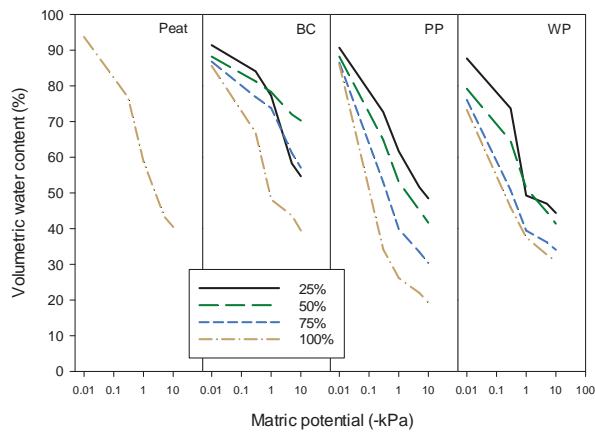 Peat
BC
PP
WP
Volumetric water content (%)
100
90
80
70
60
50
40
30
20
10
0
25%
50%
75%
100%
0.01 0.1 1 10 0.01 0.1 1 10 0.01 0.1 1 10 0.01 0.1 1 10 100
Matric potential (-kPa)